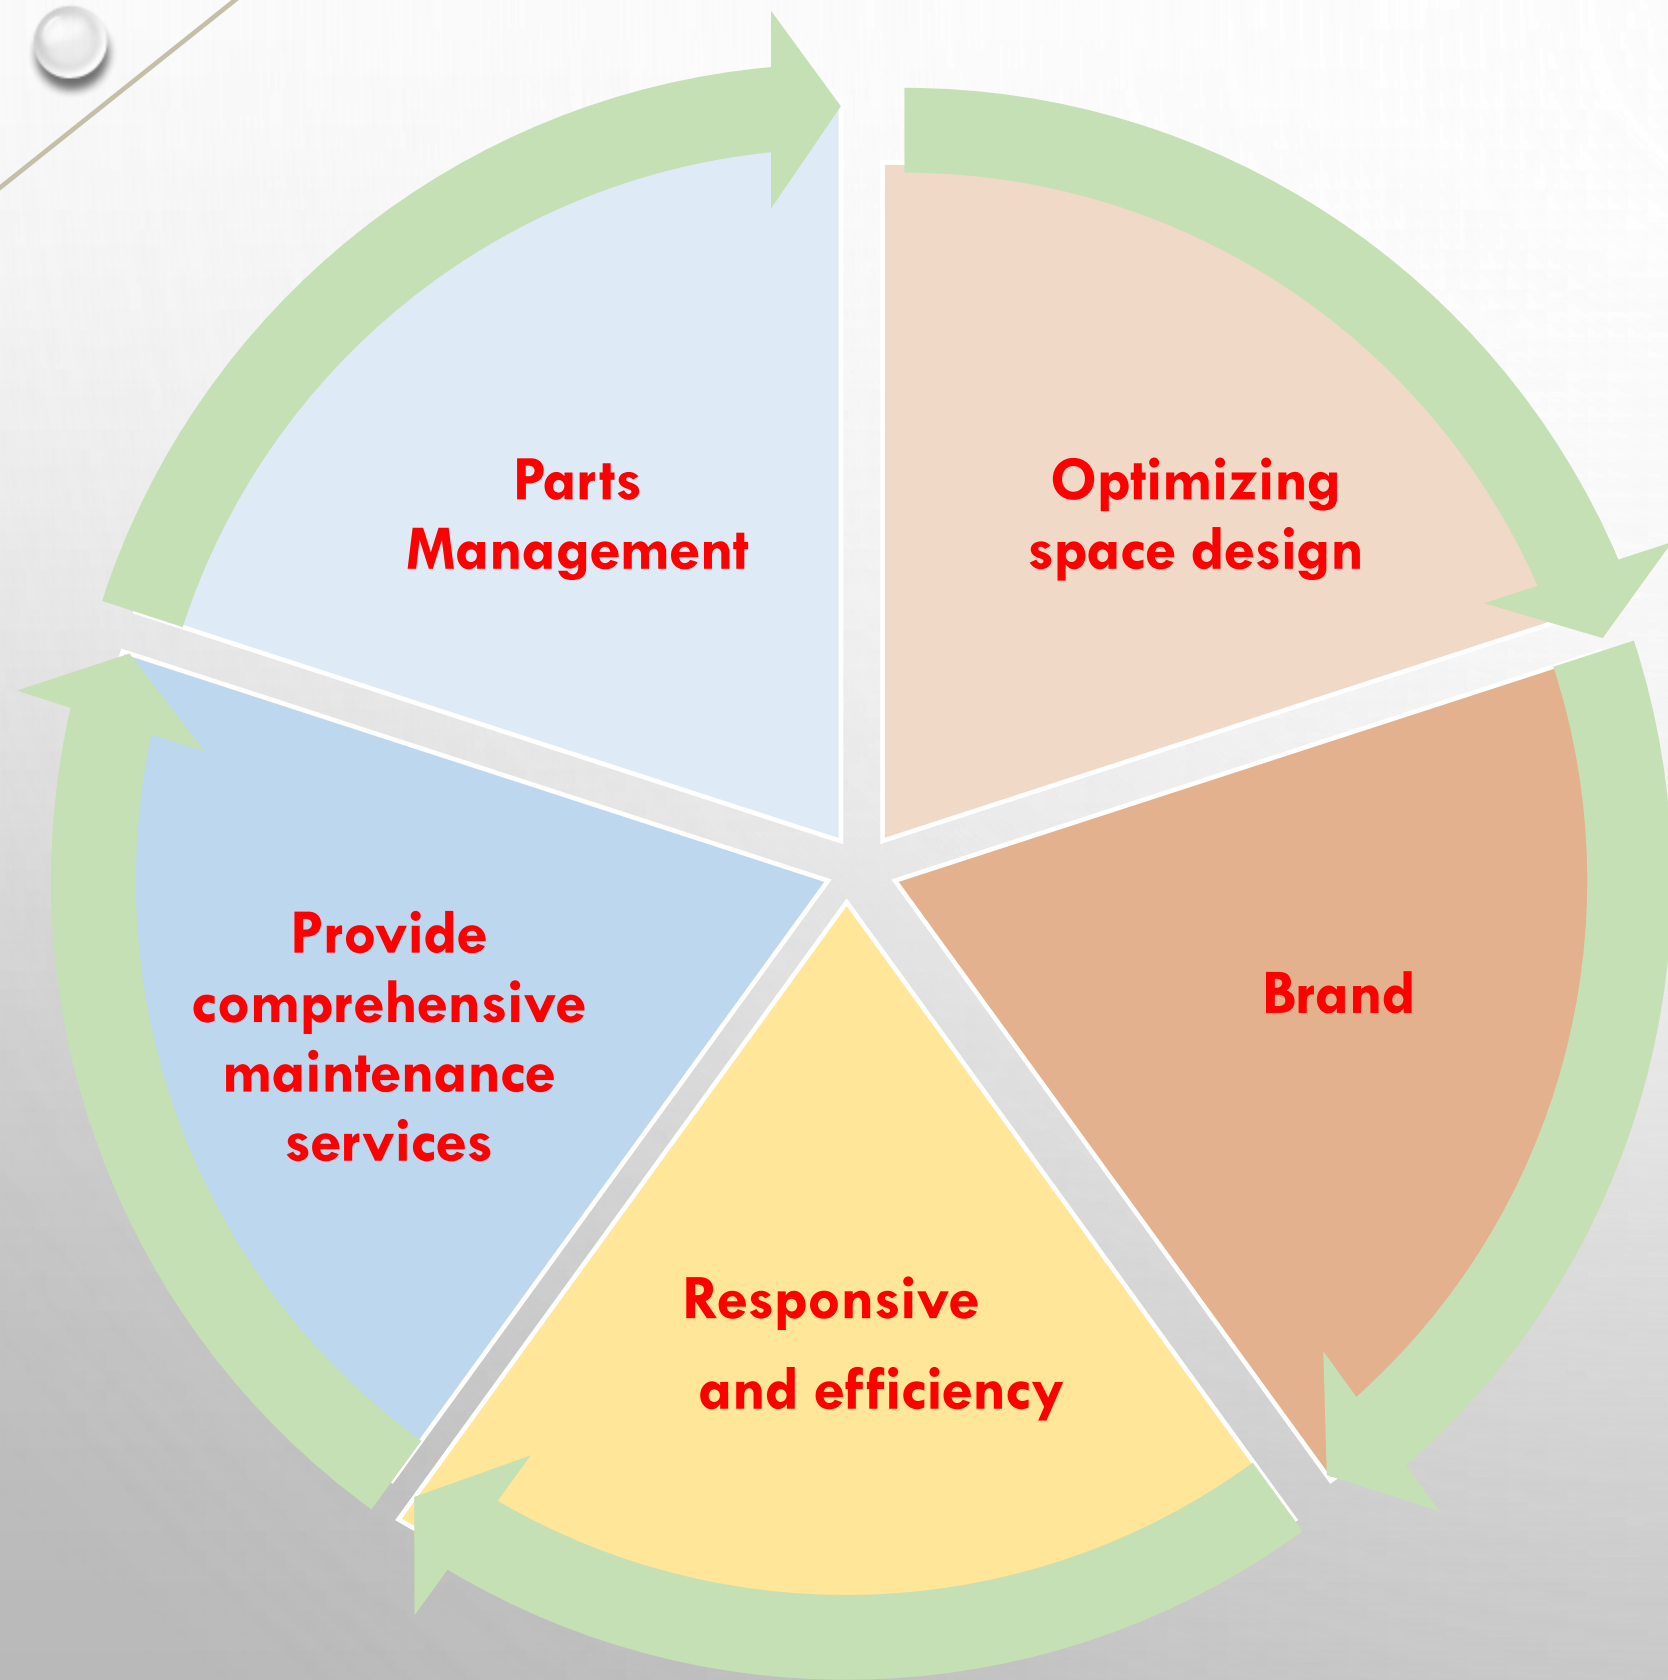 Parts
Management
Optimizing
space design
Brand
Responsive
and efficiency
Provide
comprehensive
maintenance
services